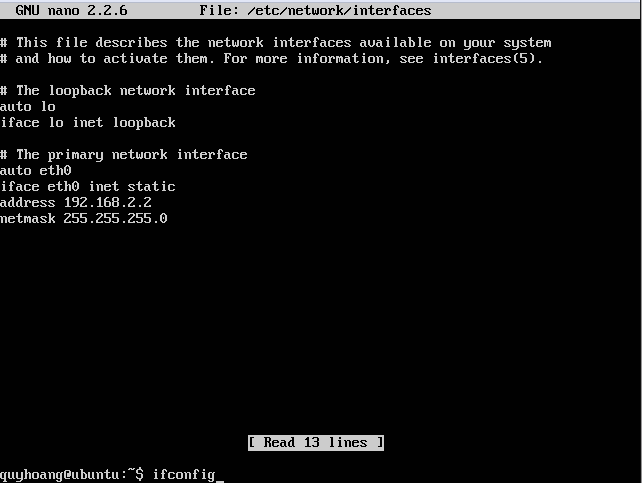 GNU nano 2.2.6 File: /etc/network/interfaces
# This file describes the network interfaces available on your system
# and how to activate them. For more information, see interfaces(5).
# The loopback network interface
auto lo
iface lo inet loopback
# The primary network interface
auto eth0
iface eth0 inet static
address 192.168.2.2
netmask 255.255.255.0
[ Read 13 lines ]
quyhoang@ubuntu:~$ ifconfig_